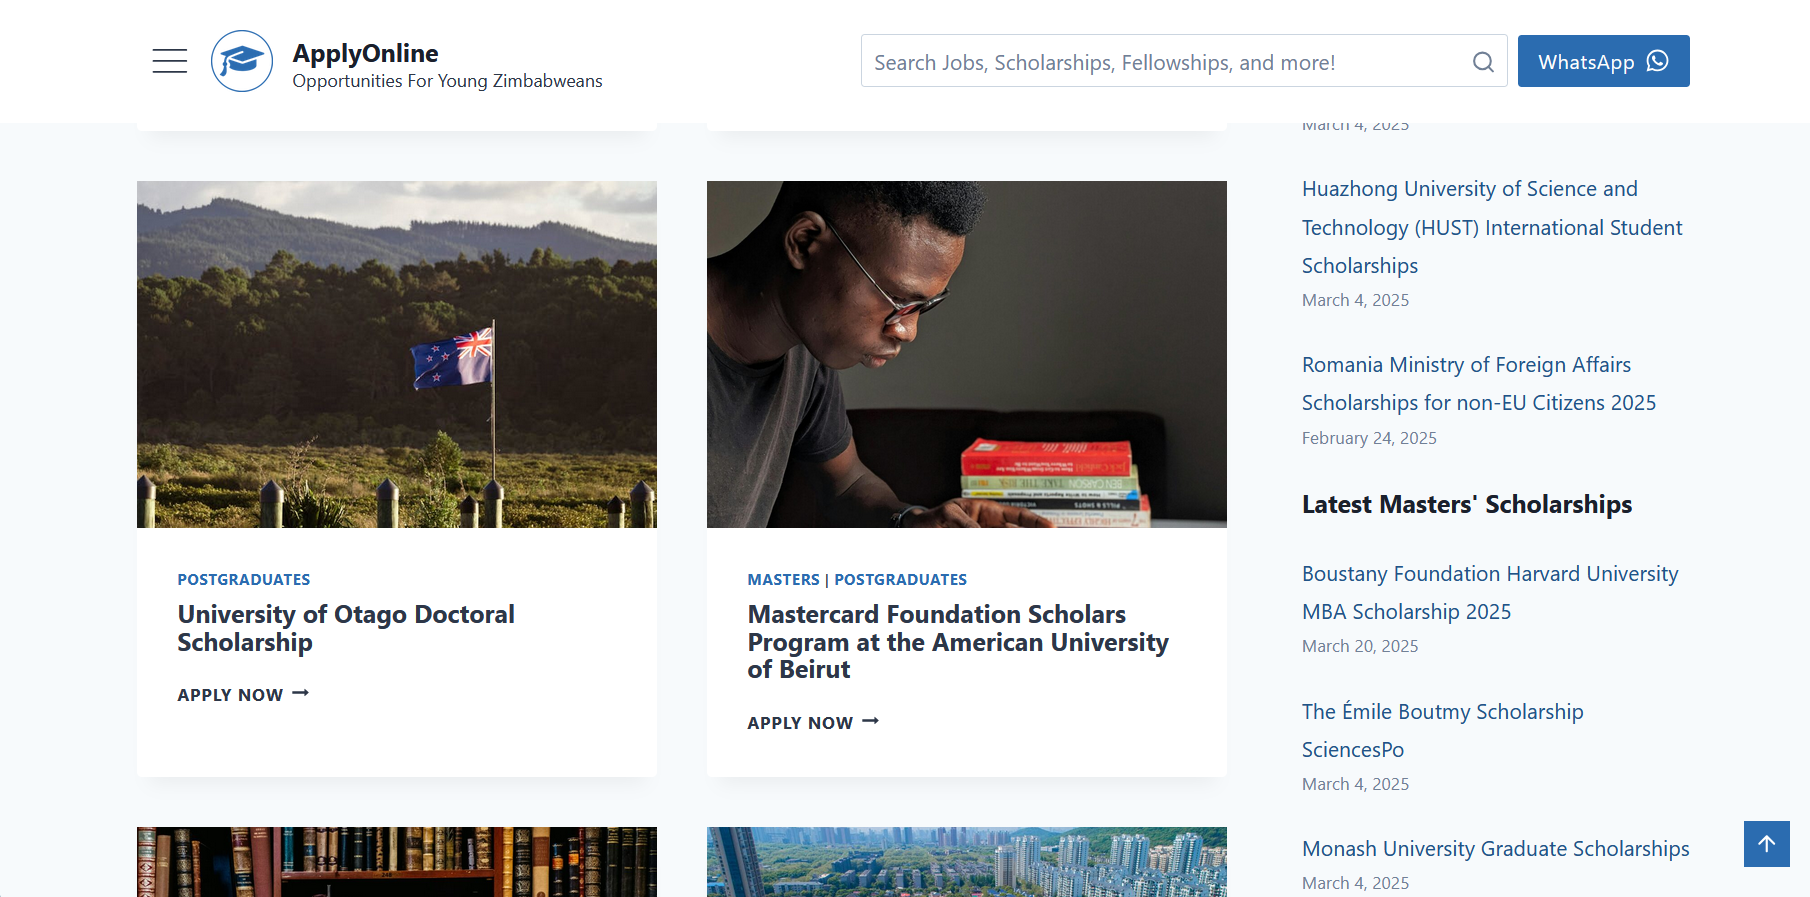 ApplyOnline
Opportunities For Young Zimbabweans
Search Jobs, Scholarships, Fellowships, and more!
WhatsApp
POSTGRADUATES
University of Otago Doctoral
Scholarship
APPLY NOW
BEN CARSON
MASTERS | POSTGRADUATES
Mastercard Foundation Scholars
Program at the American University
of Beirut
APPLY NOW
March 4, 2025
Huazhong University of Science and
Technology (HUST) International Student
Scholarships
March 4, 2025
Romania Ministry of Foreign Affairs
Scholarships for non-EU Citizens 2025
February 24, 2025
Latest Masters' Scholarships
Boustany Foundation Harvard University
MBA Scholarship 2025
March 20, 2025
The Émile Boutmy Scholarship
SciencesPo
March 4, 2025
Monash University Graduate Scholarships
March 4, 2025